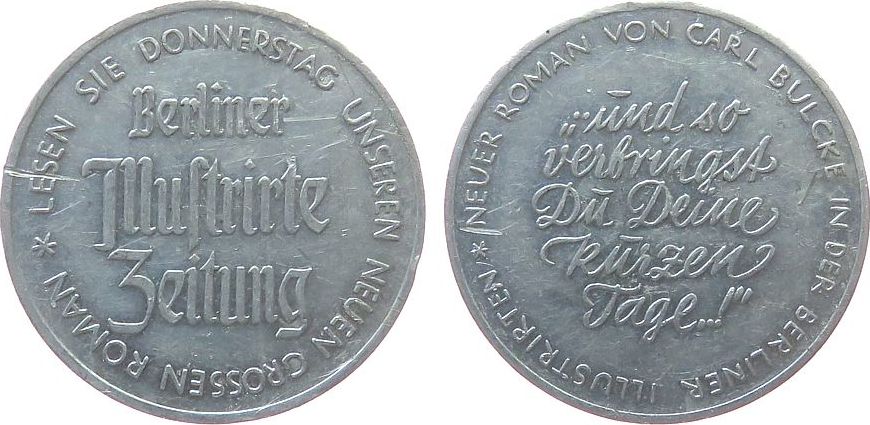 * LESEN SIE DONNERSTAG UNSEREN NEUEN GROSSEN ROMAN
Berliner
Illustrirte
Zeitung
* NEUER ROMAN VON CARL BULCKE IN DER BERLINER ILLUSTRIRTEN
„...und so
verbringst
Du Deine
kurzen
Tage...!"